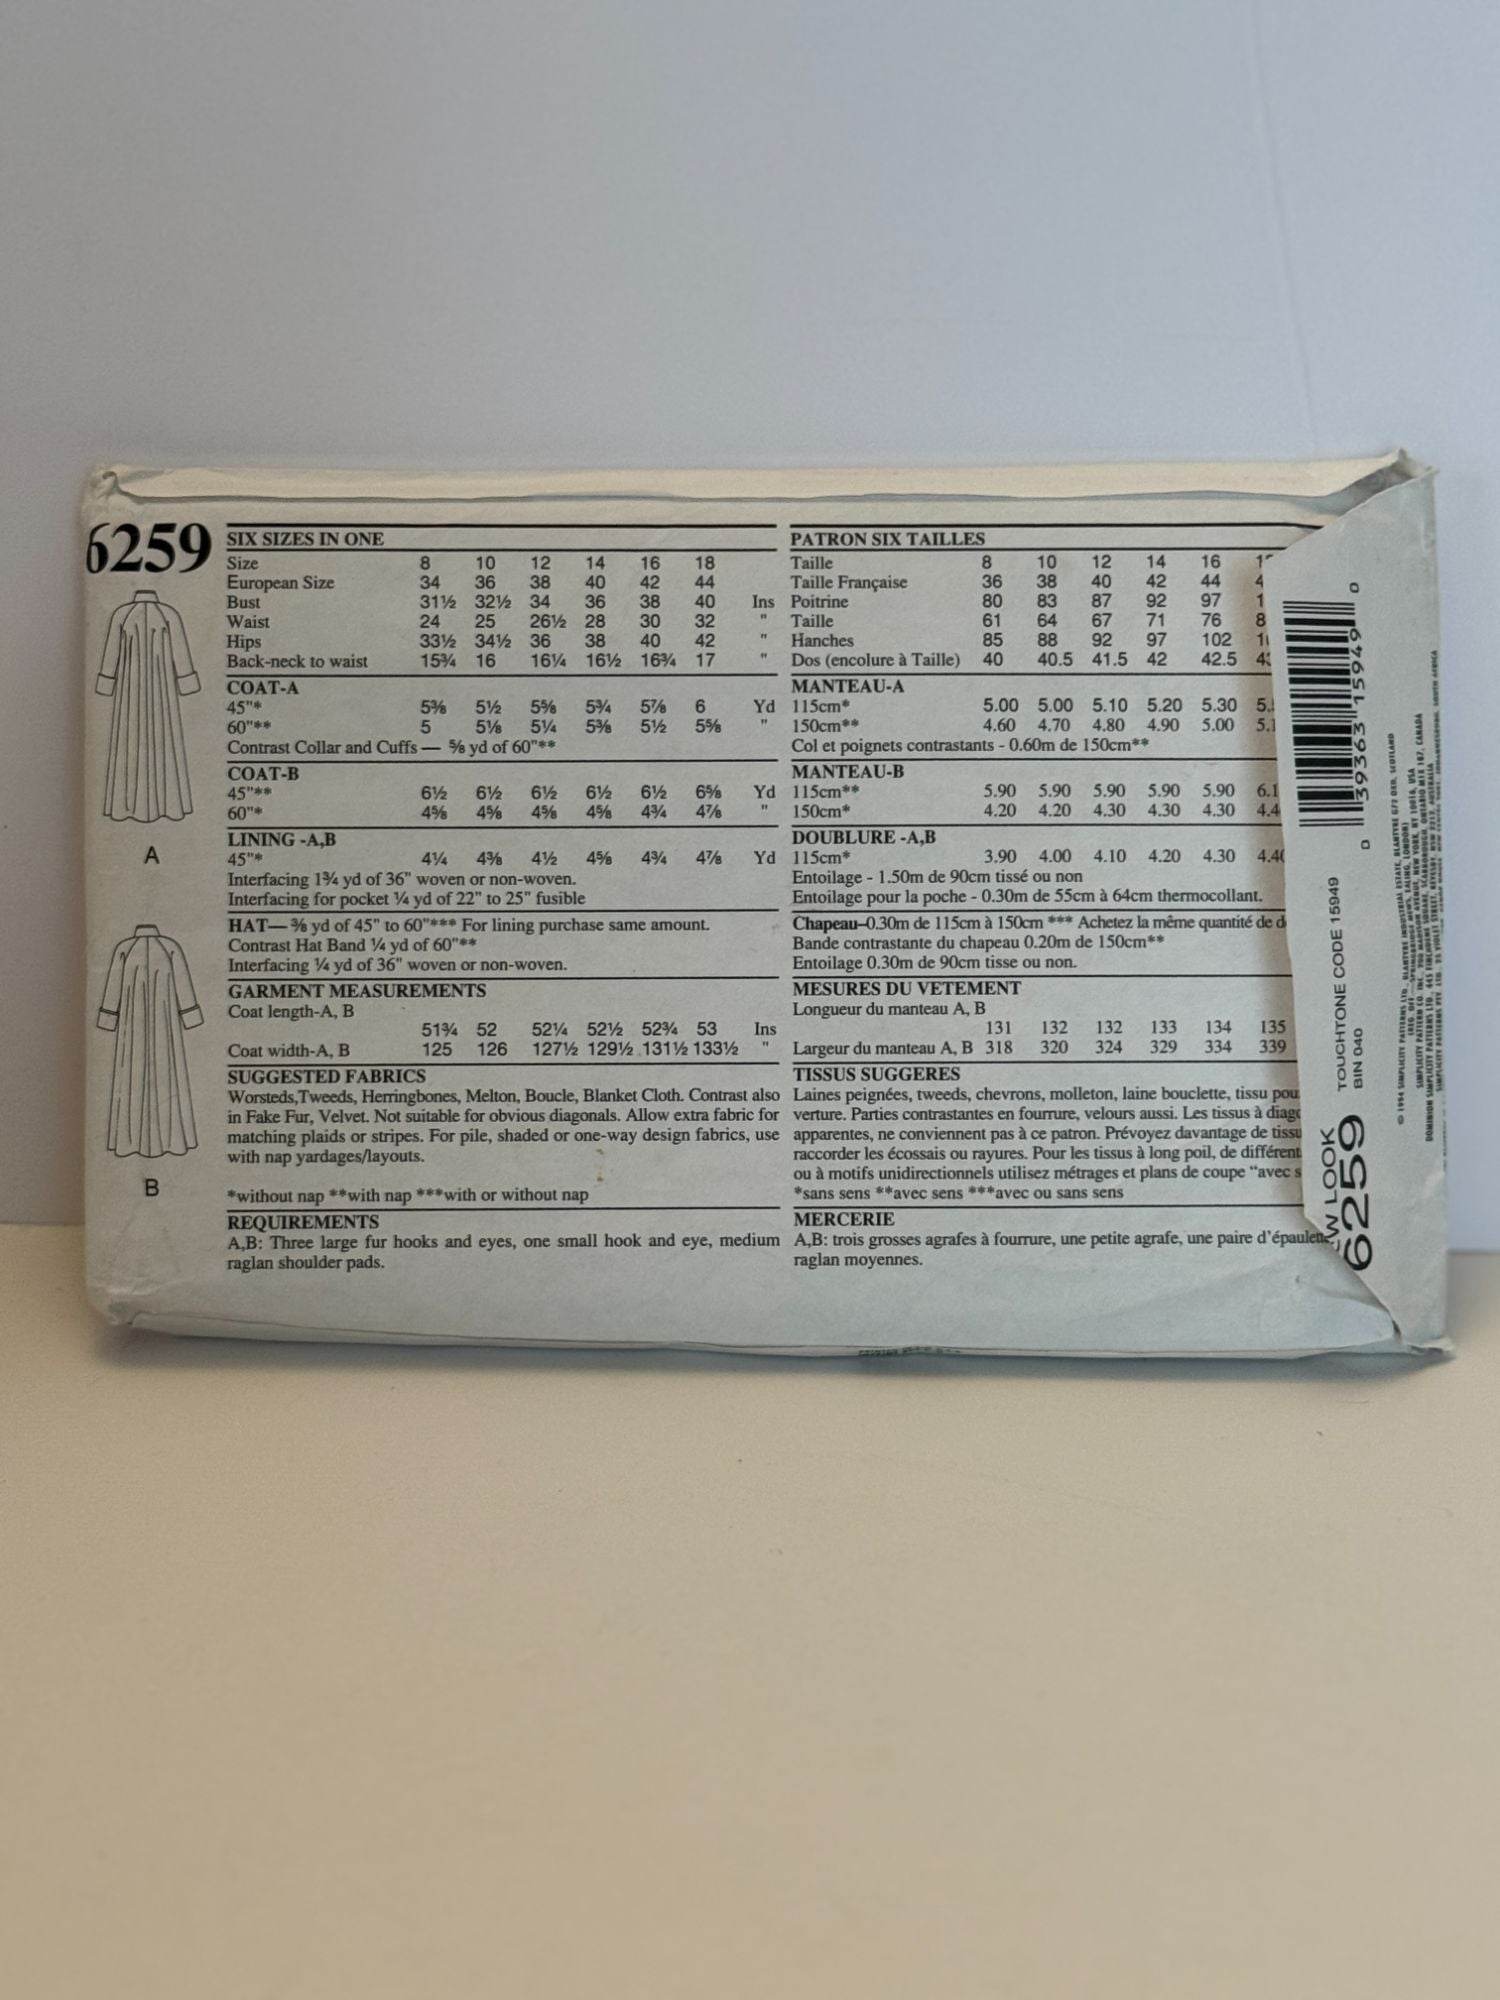 6259
A
B
SIX SIZES IN ONE
Size 8 10 12 14 16 18
European Size 34 36 38 40 42 44
Bust 31½ 32½ 34 36 38 40 Ins
Waist 24 25 26½ 28 30 32 "
Hips 33½ 34½ 36 38 40 42 "
Back-neck to waist 15¾ 16 16¼ 16½ 16¾ 17 "
COAT-A
45"* 5⅜ 5½ 5⅝ 5¾ 5⅞ 6 Yd
60"** 5 5⅛ 5¼ 5⅜ 5½ 5⅝ "
Contrast Collar and Cuffs — ⅝ yd of 60"**
COAT-B
45"** 6½ 6½ 6½ 6½ 6½ 6⅝ Yd
60"* 4⅝ 4⅝ 4⅝ 4⅝ 4¾ 4⅞ "
LINING -A,B
45"* 4¼ 4⅜ 4½ 4⅝ 4¾ 4⅞ Yd
Interfacing 1¾ yd of 36" woven or non-woven.
Interfacing for pocket ¼ yd of 22" to 25" fusible
HAT— ⅜ yd of 45" to 60"*** For lining purchase same amount.
Contrast Hat Band ¼ yd of 60"**
Interfacing ¼ yd of 36" woven or non-woven.
GARMENT MEASUREMENTS
Coat length-A, B
51¾ 52 52¼ 52½ 52¾ 53 Ins
Coat width-A, B 125 126 127½ 129½ 131½ 133½ "
SUGGESTED FABRICS
Worsteds,Tweeds, Herringbones, Melton, Boucle, Blanket Cloth. Contrast also
in Fake Fur, Velvet. Not suitable for obvious diagonals. Allow extra fabric for
matching plaids or stripes. For pile, shaded or one-way design fabrics, use
with nap yardages/layouts.
*without nap **with nap ***with or without nap
REQUIREMENTS
A,B: Three large fur hooks and eyes, one small hook and eye, medium
raglan shoulder pads.
PATRON SIX TAILLES
Taille 8 10 12 14 16
Taille Française 36 38 40 42 44
Poitrine 80 83 87 92 97
Taille 61 64 67 71 76
Hanches 85 88 92 97 102
Dos (encolure à Taille) 40 40.5 41.5 42 42.5
MANTEAU-A
115cm* 5.00 5.00 5.10 5.20 5.30
150cm** 4.60 4.70 4.80 4.90 5.00
Col et poignets contrastants - 0.60m de 150cm**
MANTEAU-B
115cm** 5.90 5.90 5.90 5.90 5.90 6.1
150cm* 4.20 4.20 4.30 4.30 4.30 4.4
DOUBLURE -A,B
115cm* 3.90 4.00 4.10 4.20 4.30 4.40
Entoilage - 1.50m de 90cm tissé ou non
Entoilage pour la poche - 0.30m de 55cm à 64cm thermocollant.
Chapeau–0.30m de 115cm à 150cm *** Achetez la même quantité de d
Bande contrastante du chapeau 0.20m de 150cm**
Entoilage 0.30m de 90cm tisse ou non.
MESURES DU VETEMENT
Longueur du manteau A, B
131 132 132 133 134 135
Largeur du manteau A, B 318 320 324 329 334 339
TISSUS SUGGERES
Laines peignées, tweeds, chevrons, molleton, laine bouclette, tissu pou
verture. Parties contrastantes en fourrure, velours aussi. Les tissus à diago
apparentes, ne conviennent pas à ce patron. Prévoyez davantage de tissu
raccorder les écossais ou rayures. Pour les tissus à long poil, de différent
ou à motifs unidirectionnels utilisez métrages et plans de coupe "avec s
*sans sens **avec sens ***avec ou sans sens
MERCERIE
A,B: trois grosses agrafes à fourrure, une petite agrafe, une paire d'épaulett
raglan moyennes.
39363 15949
TOUCHTONE CODE 15949
BIN 040
EW LOOK
6259
© 1994 SIMPLICITY PATTERNS LTD., BLANTYRE INDUSTRIAL ESTATE, BLANTYRE G72 0XD, SCOTLAND